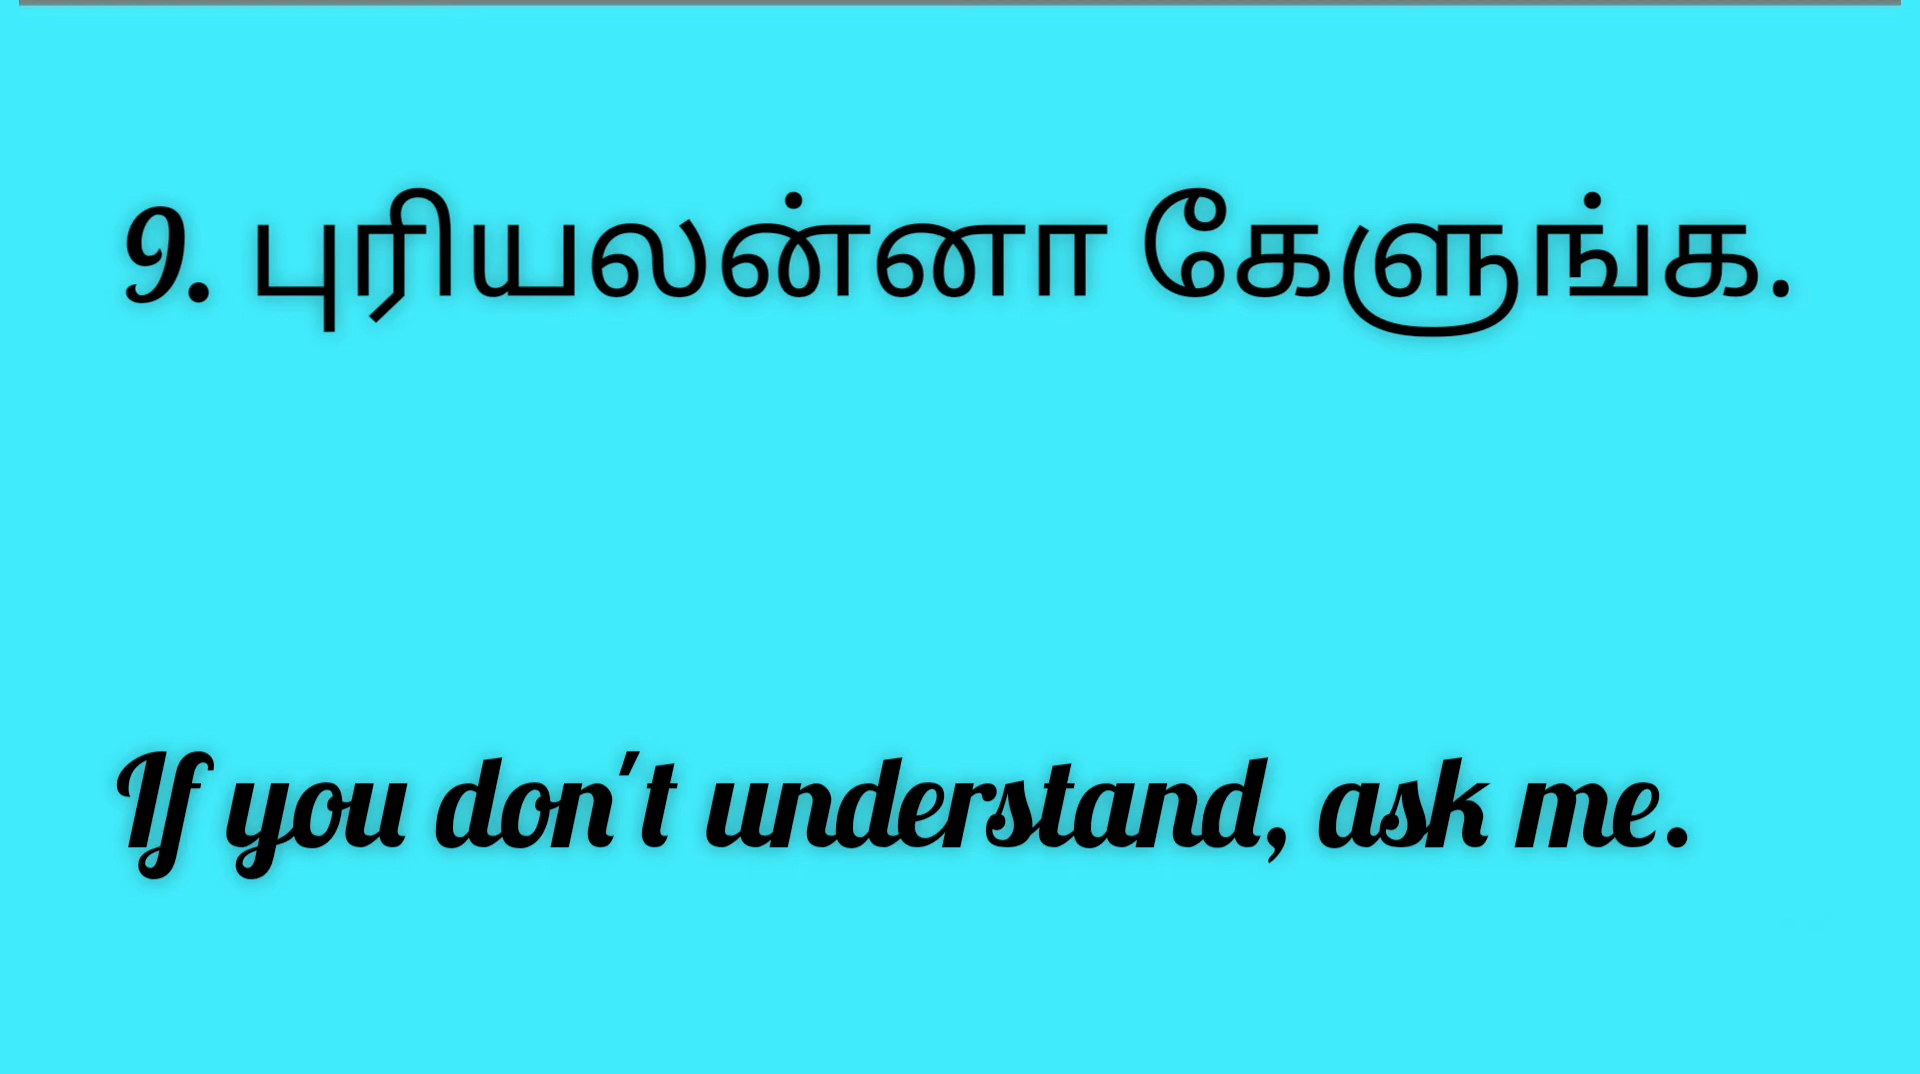 9. புரியலன்னா கேளுங்க.
If you don't understand, ask me.